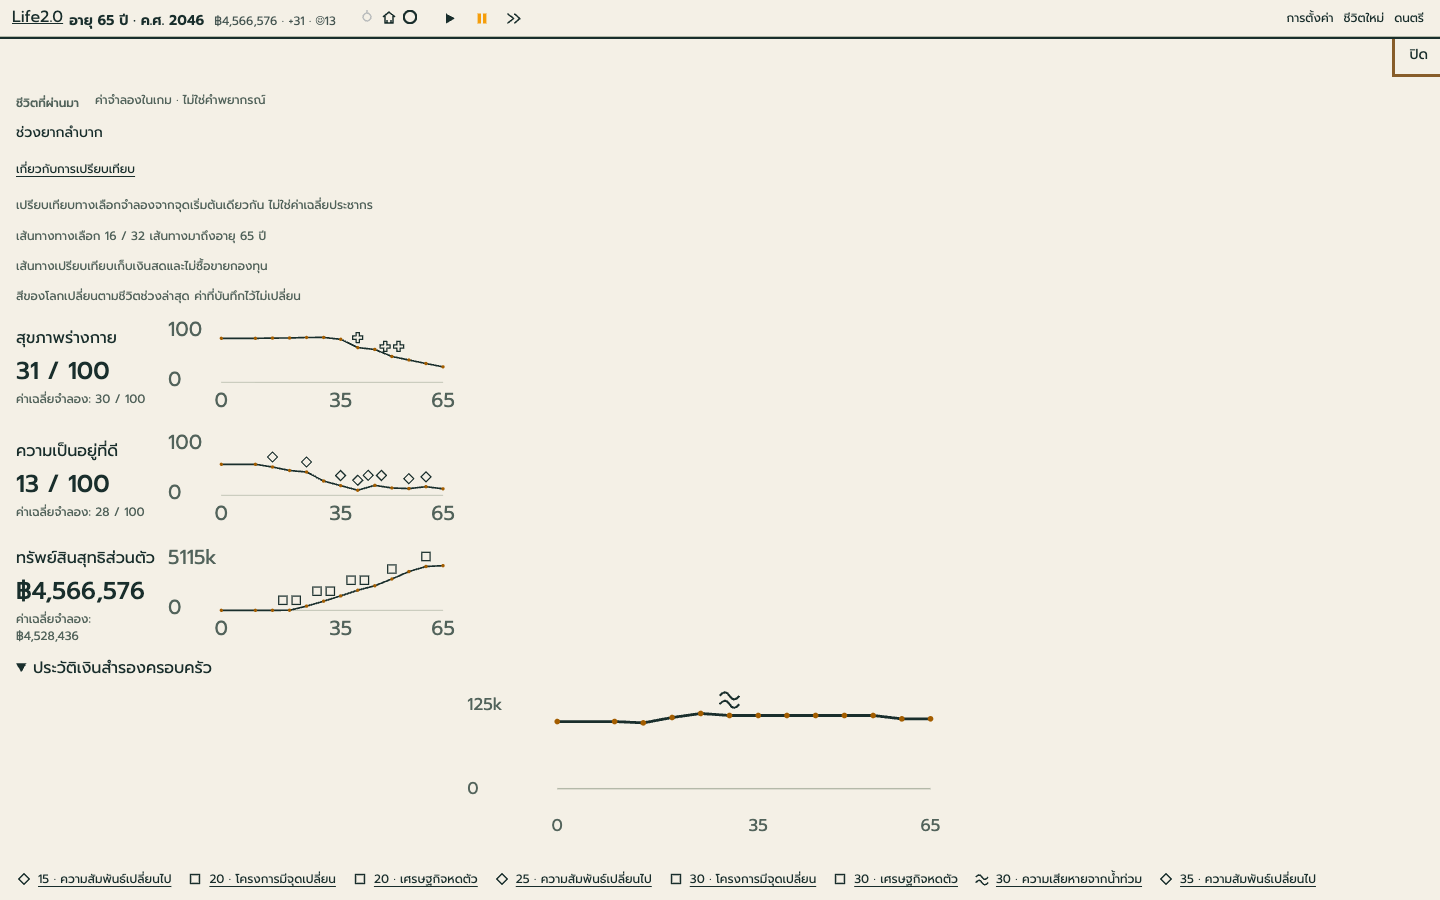 Life2.0 อายุ 65 ปี · ค.ศ. 2046 ฿4,566,576 · +31 · ☺13
การตั้งค่า ชีวิตใหม่ ดนตรี
ปิด
ชีวิตที่ผ่านมา ค่าจำลองในเกม · ไม่ใช่คำพยากรณ์
ช่วงยากลำบาก
เกี่ยวกับการเปรียบเทียบ
เปรียบเทียบทางเลือกจำลองจากจุดเริ่มต้นเดียวกัน ไม่ใช่ค่าเฉลี่ยประชากร
เส้นทางทางเลือก 16 / 32 เส้นทางมาถึงอายุ 65 ปี
เส้นทางเปรียบเทียบเก็บเงินสดและไม่ซื้อขายกองทุน
สีของโลกเปลี่ยนตามชีวิตช่วงล่าสุด ค่าที่บันทึกไว้ไม่เปลี่ยน
สุขภาพร่างกาย
31 / 100
ค่าเฉลี่ยจำลอง: 30 / 100
100
0
0 35 65
ความเป็นอยู่ที่ดี
13 / 100
ค่าเฉลี่ยจำลอง: 28 / 100
100
0
0 35 65
ทรัพย์สินสุทธิส่วนตัว
฿4,566,576
ค่าเฉลี่ยจำลอง:
฿4,528,436
5115k
0
0 35 65
▼ ประวัติเงินสำรองครอบครัว
125k
0
0 35 65
15 · ความสัมพันธ์เปลี่ยนไป 20 · โครงการมีจุดเปลี่ยน 20 · เศรษฐกิจหดตัว 25 · ความสัมพันธ์เปลี่ยนไป 30 · โครงการมีจุดเปลี่ยน 30 · เศรษฐกิจหดตัว 30 · ความเสียหายจากน้ำท่วม 35 · ความสัมพันธ์เปลี่ยนไป